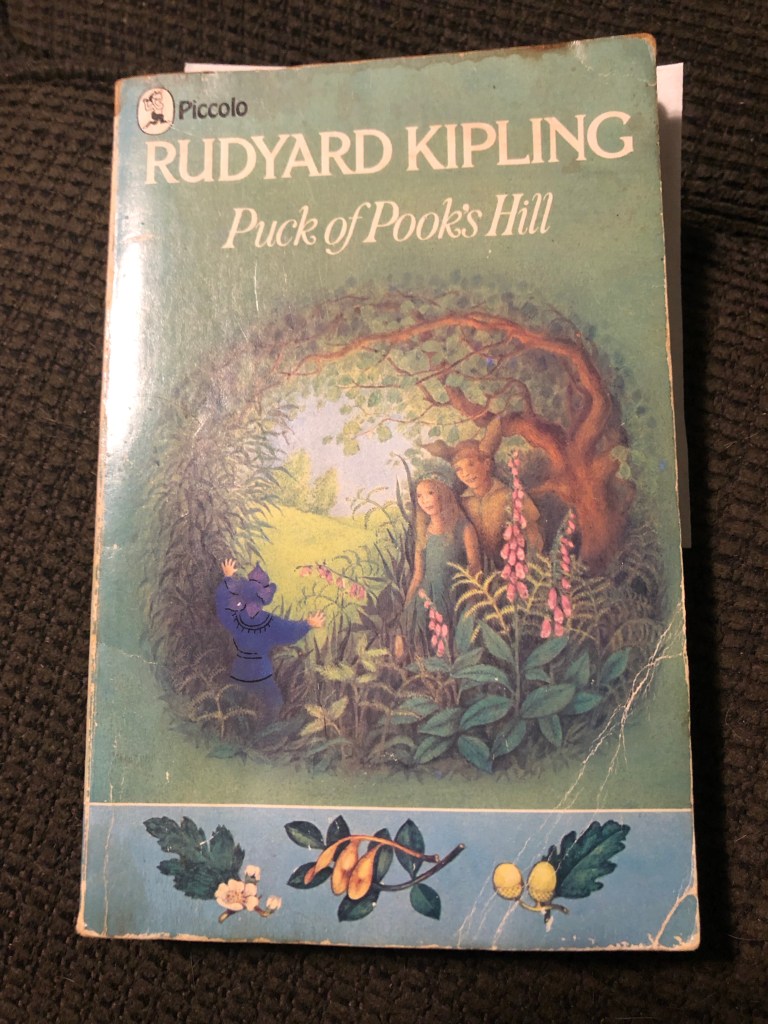 Piccolo
RUDYARD KIPLING
Puck of Pook's Hill